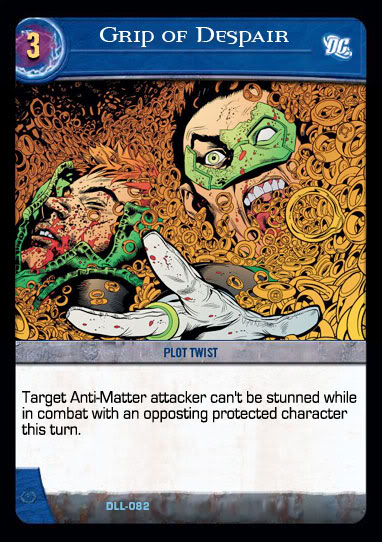 3
Grip of Despair
DC
PLOT TWIST
Target Anti-Matter attacker can't be stunned while
in combat with an opposing protected character
this turn.
DLL-082